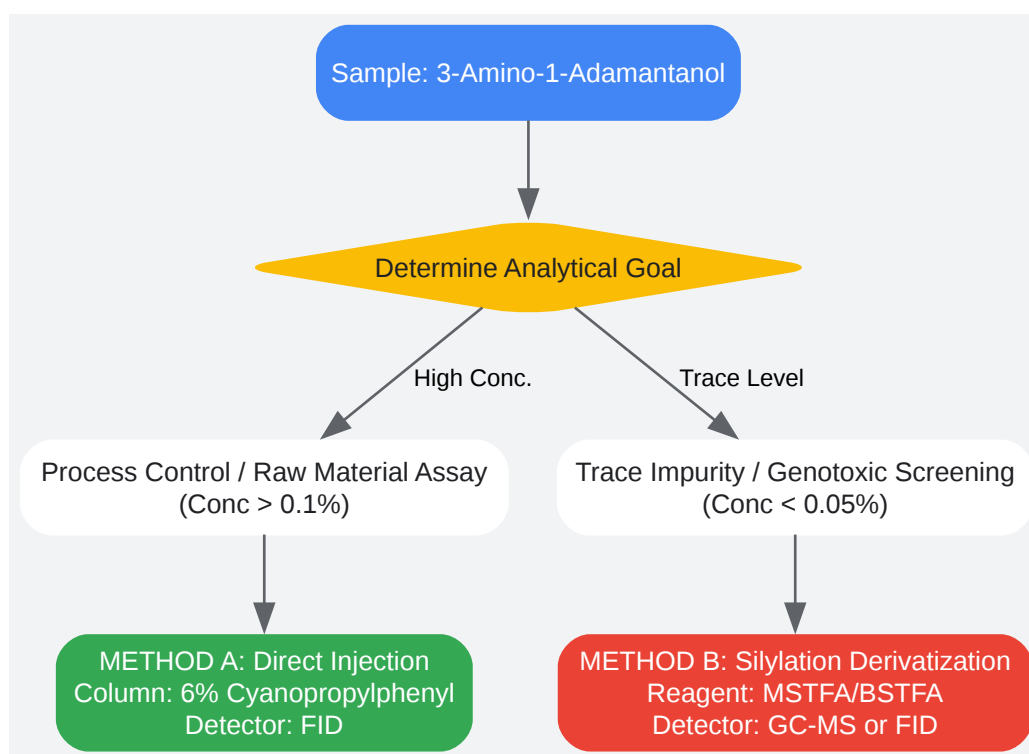 Sample: 3-Amino-1-Adamantanol
Determine Analytical Goal
High Conc.
Trace Level
Process Control / Raw Material Assay
(Conc > 0.1%)
Trace Impurity / Genotoxic Screening
(Conc < 0.05%)
METHOD A: Direct Injection
Column: 6% Cyanopropylphenyl
Detector: FID
METHOD B: Silylation Derivatization
Reagent: MSTFA/BSTFA
Detector: GC-MS or FID